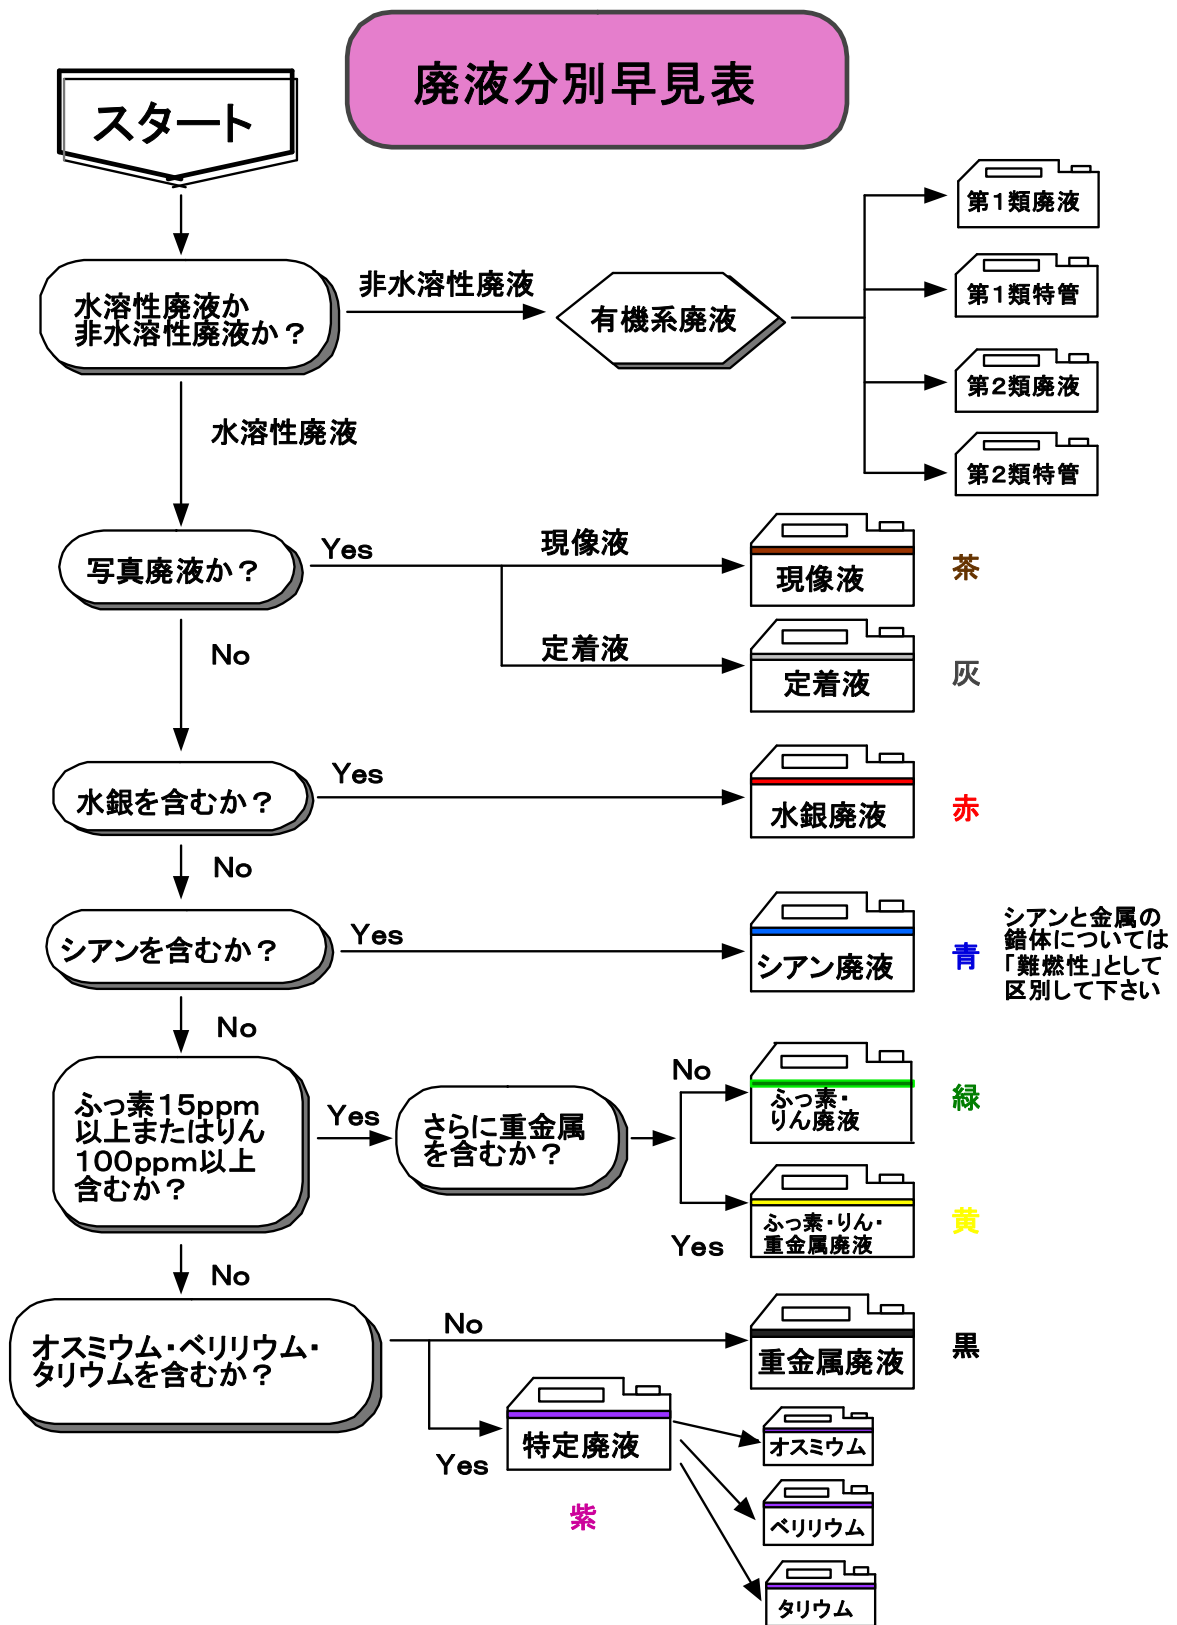 廃液分別早見表
スタート
水溶性廃液か
非水溶性廃液か？
非水溶性廃液
有機系廃液
第１類廃液
第１類特管
第２類廃液
第２類特管
水溶性廃液
写真廃液か？
Yes
現像液
現像液
茶
定着液
定着液
灰
No
水銀を含むか？
Yes
水銀廃液
赤
No
シアンを含むか？
Yes
シアン廃液
青
シアンと金属の
錯体については
「難燃性」として
区別して下さい
No
ふっ素15ppm
以上またはりん
100ppm以上
含むか？
Yes
さらに重金属
を含むか？
No
ふっ素・
りん廃液
緑
Yes
ふっ素・りん・
重金属廃液
黄
No
オスミウム・ベリリウム・
タリウムを含むか？
No
重金属廃液
黒
Yes
特定廃液
紫
オスミウム
ベリリウム
タリウム